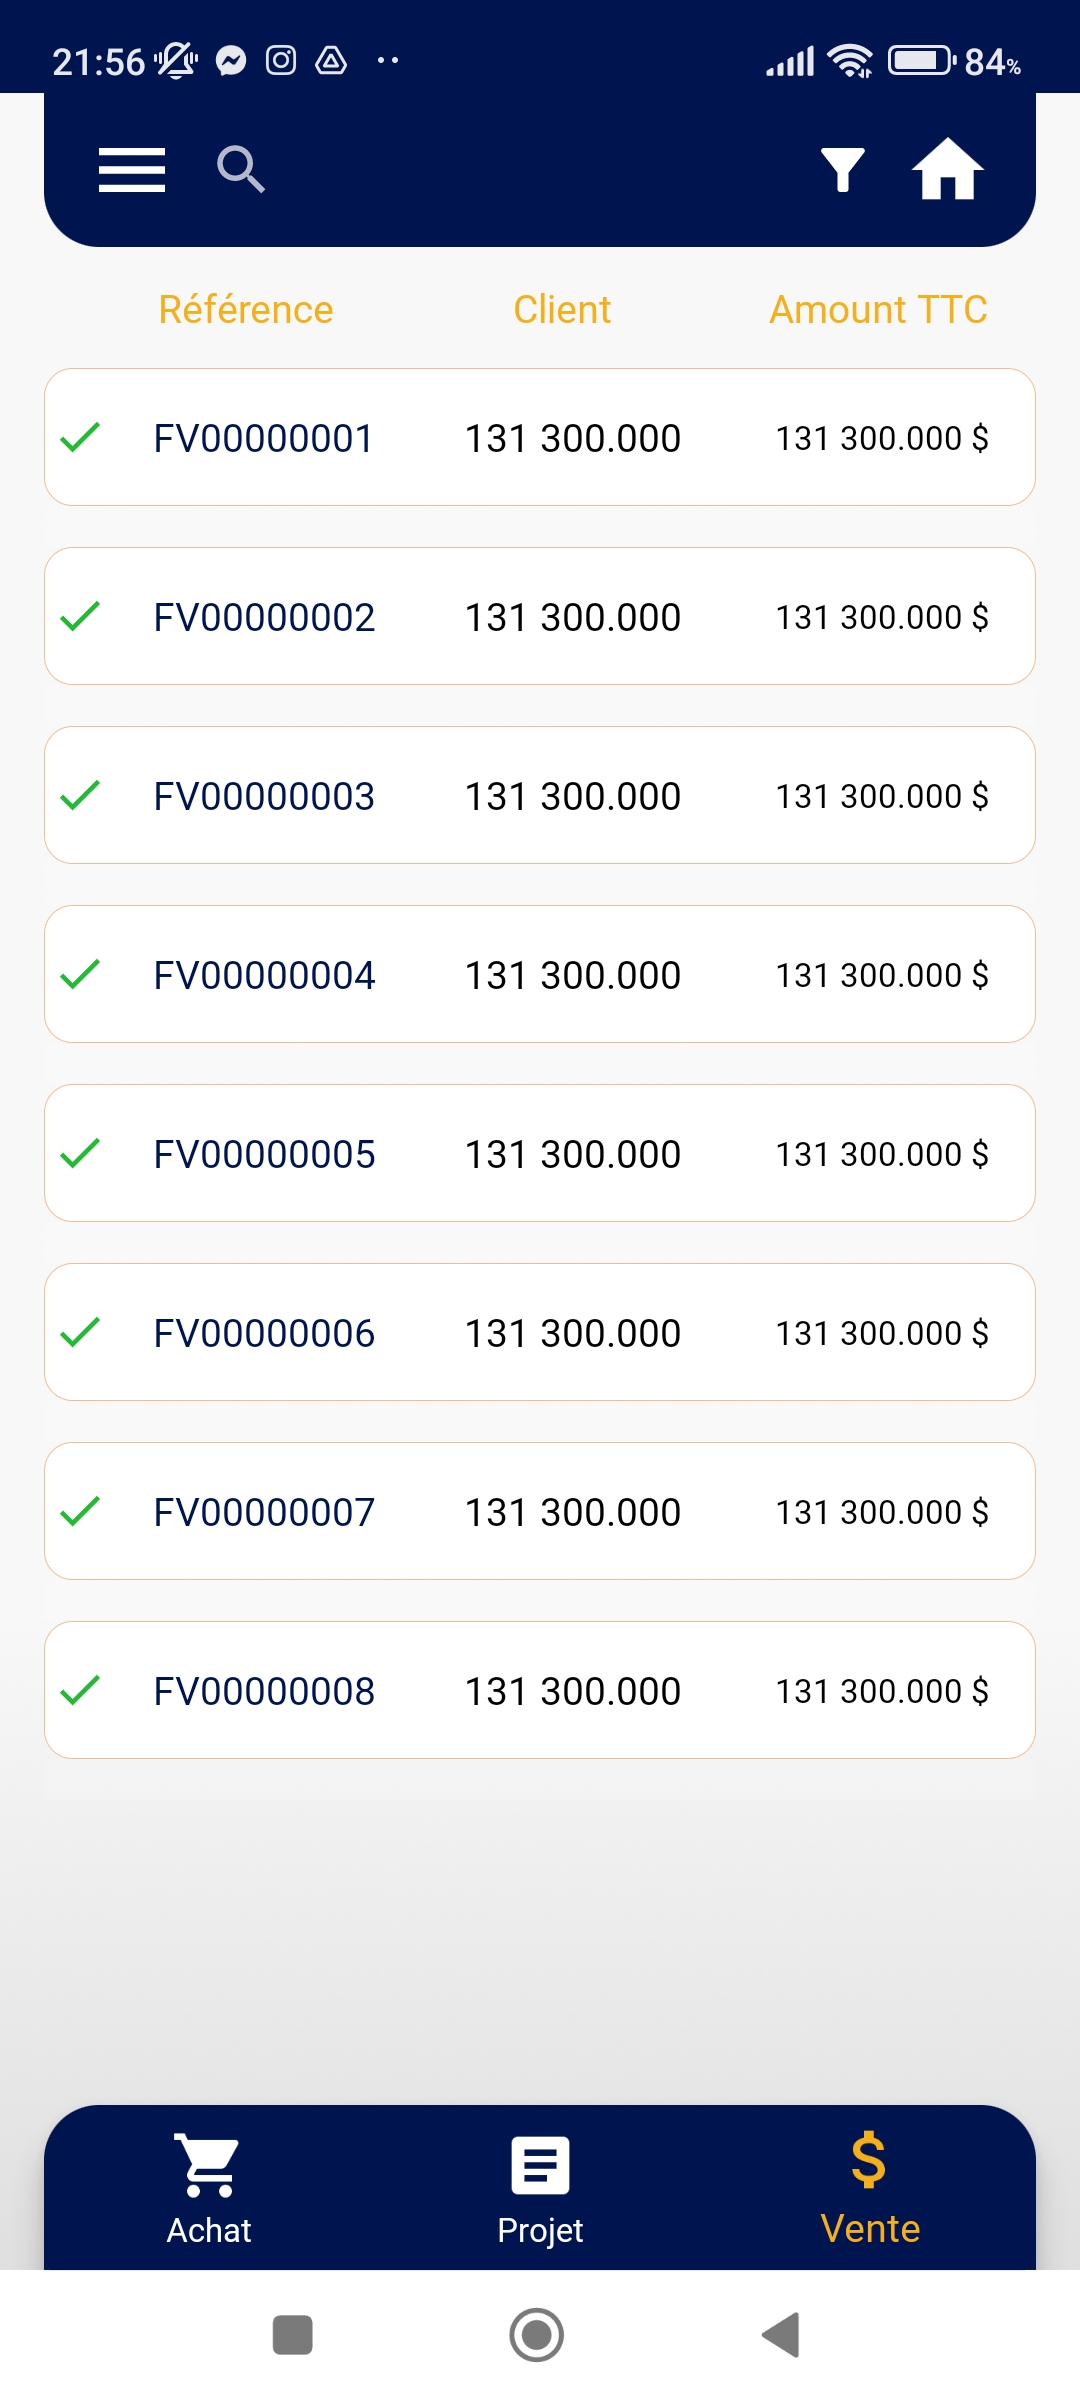 21:56 84%
Référence Client Amount TTC
FV00000001 131 300.000 131 300.000 $
FV00000002 131 300.000 131 300.000 $
FV00000003 131 300.000 131 300.000 $
FV00000004 131 300.000 131 300.000 $
FV00000005 131 300.000 131 300.000 $
FV00000006 131 300.000 131 300.000 $
FV00000007 131 300.000 131 300.000 $
FV00000008 131 300.000 131 300.000 $
Achat Projet Vente